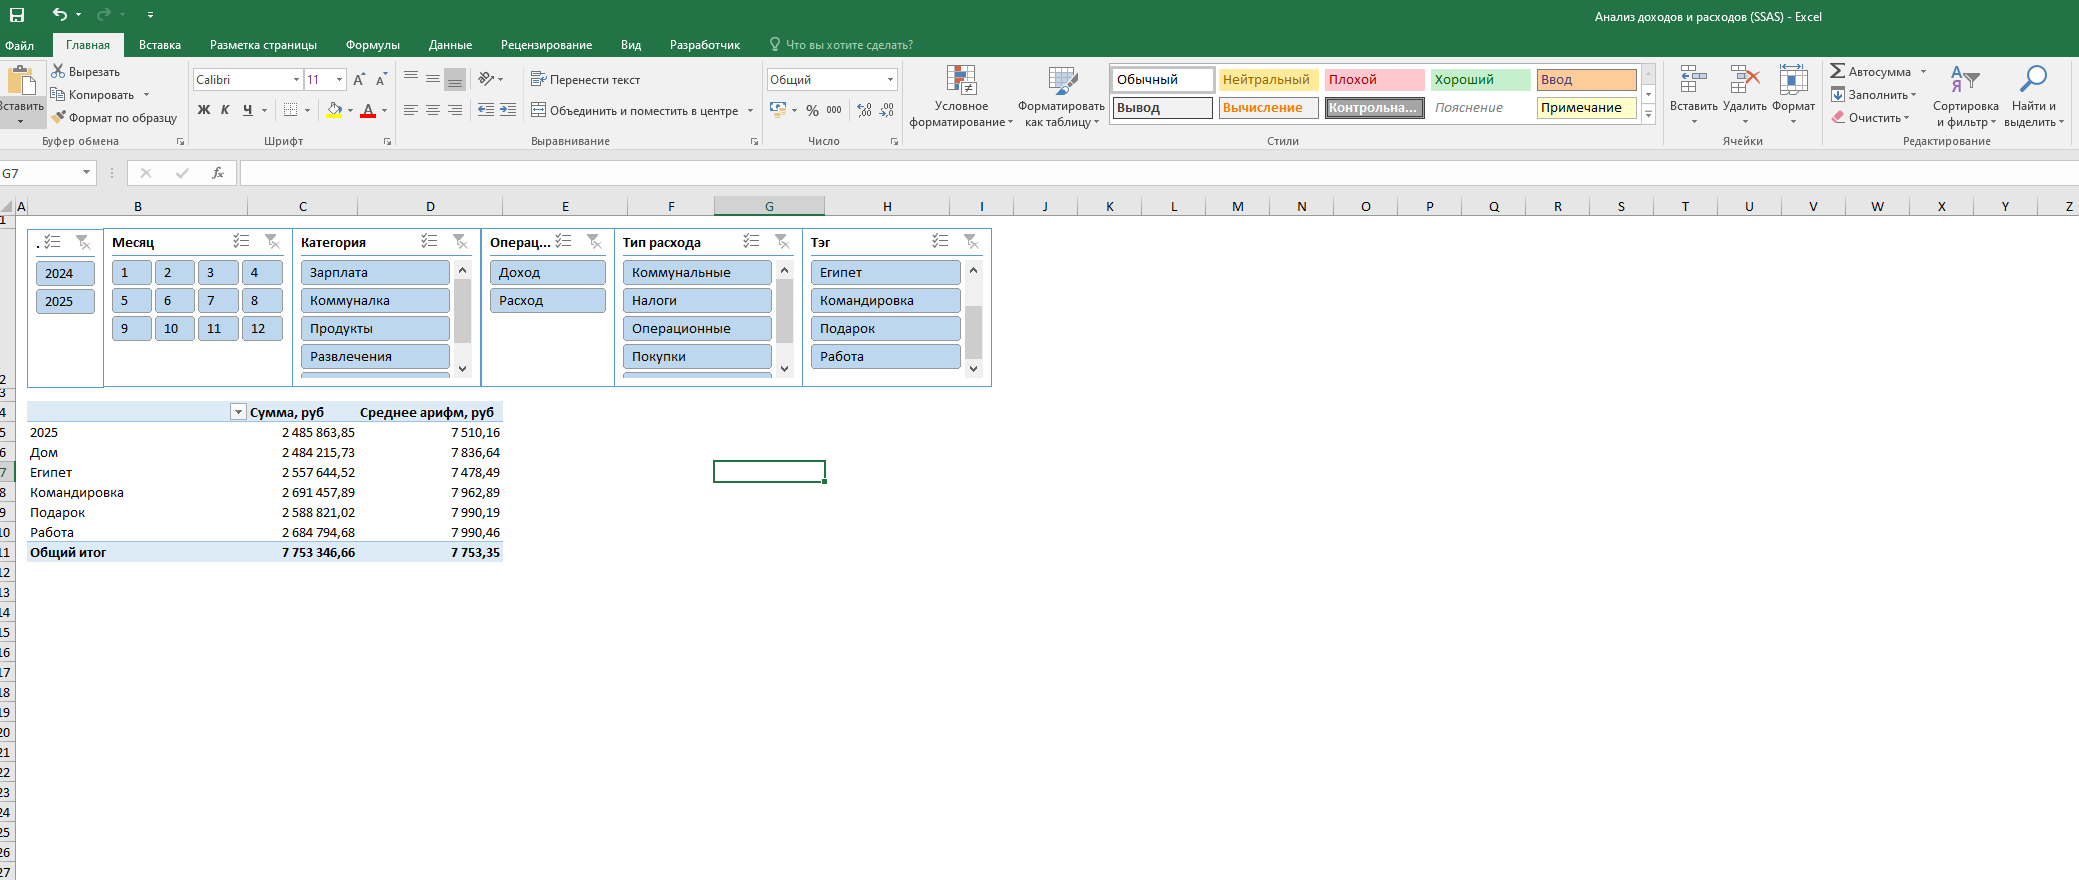 Анализ доходов и расходов (SSAS) - Excel
Файл Главная Вставка Разметка страницы Формулы Данные Рецензирование Вид Разработчик Что вы хотите сделать?
Вырезать
Копировать
Формат по образцу
Буфер обмена
Calibri 11
Ж К Ч
Шрифт
Перенести текст
Объединить и поместить в центре
Выравнивание
Общий
% 000
Число
Условное форматирование
Форматировать как таблицу
Обычный Нейтральный Плохой Хороший Ввод
Вывод Вычисление Контрольна... Пояснение Примечание
Стили
Вставить Удалить Формат
Ячейки
Автосумма
Заполнить
Очистить
Сортировка и фильтр
Найти и выделить
Редактирование
G7 fx
A B C D E F G H I J K L M N O P Q R S T U V W X Y Z
. Месяц Категория Операц... Тип расхода Тэг
2024 1 2 3 4 Зарплата Доход Коммунальные Египет
2025 5 6 7 8 Коммуналка Расход Налоги Командировка
9 10 11 12 Продукты Операционные Подарок
Развлечения Покупки Работа
1
2
3
4 Сумма, руб Среднее арифм, руб
5 2025 2 485 863,85 7 510,16
6 Дом 2 484 215,73 7 836,64
7 Египет 2 557 644,52 7 478,49
8 Командировка 2 691 457,89 7 962,89
9 Подарок 2 588 821,02 7 990,19
10 Работа 2 684 794,68 7 990,46
11 Общий итог 7 753 346,66 7 753,35
12
13
14
15
16
17
18
19
20
21
22
23
24
25
26
27